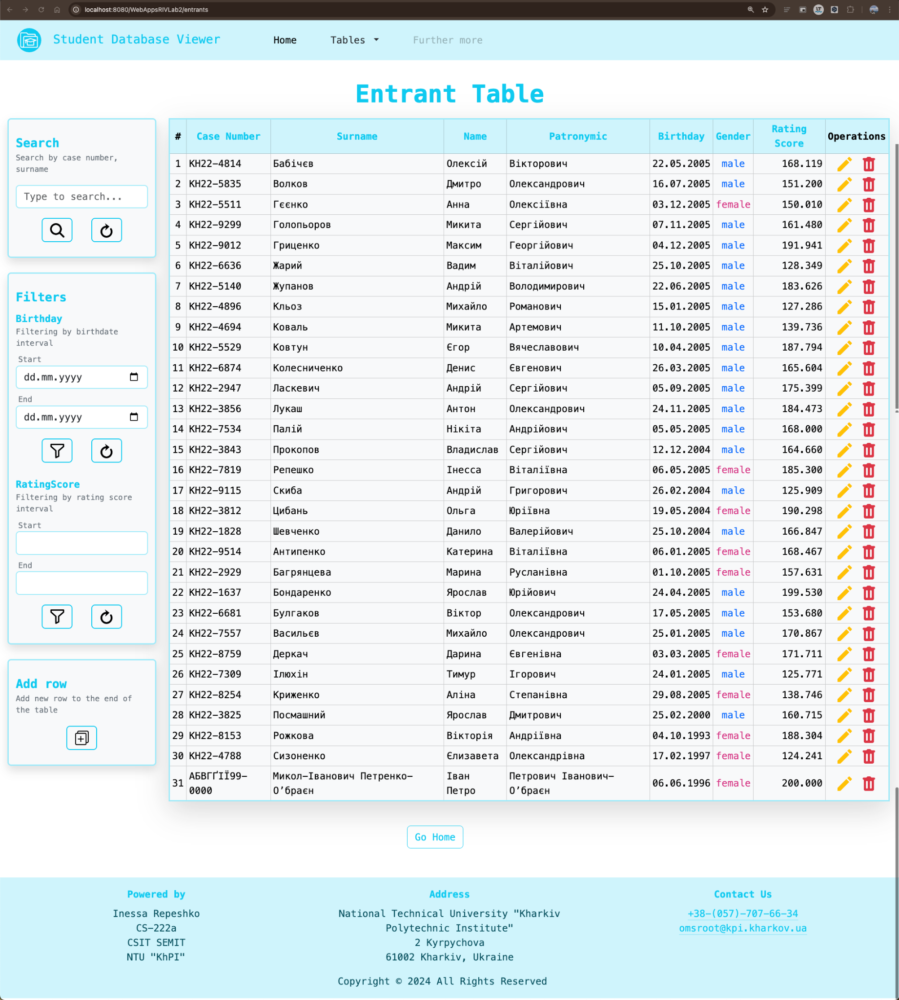 localhost:8080/WebAppsRIVLab2/entrants
Student Database Viewer Home Tables Further more
Entrant Table
Search
Search by case number,
surname
Type to search...
Filters
Birthday
Filtering by birthdate
interval
Start
dd.mm.yyyy
End
dd.mm.yyyy
RatingScore
Filtering by rating score
interval
Start
End
Add row
Add new row to the end of
the table
# Case Number Surname Name Patronymic Birthday Gender Rating Score Operations
1 КН22-4814 Бабічєв Олексій Вікторович 22.05.2005 male 168.119
2 КН22-5835 Волков Дмитро Олександрович 16.07.2005 male 151.200
3 КН22-5511 Гєєнко Анна Олексіївна 03.12.2005 female 150.010
4 КН22-9299 Голопьоров Микита Сергійович 07.11.2005 male 161.480
5 КН22-9012 Гриценко Максим Георгійович 04.12.2005 male 191.941
6 КН22-6636 Жарий Вадим Віталійович 25.10.2005 male 128.349
7 КН22-5140 Жупанов Андрій Володимирович 22.06.2005 male 183.626
8 КН22-4896 Кльоз Михайло Романович 15.01.2005 male 127.286
9 КН22-4694 Коваль Микита Артемович 11.10.2005 male 139.736
10 КН22-5529 Ковтун Єгор Вячеславович 10.04.2005 male 187.794
11 КН22-6874 Колесниченко Денис Євгенович 26.03.2005 male 165.604
12 КН22-2947 Ласкевич Андрій Сергійович 05.09.2005 male 175.399
13 КН22-3856 Лукаш Антон Олександрович 24.11.2005 male 184.473
14 КН22-7534 Палій Нікіта Андрійович 05.05.2005 male 168.000
15 КН22-3843 Прокопов Владислав Сергійович 12.12.2004 male 164.660
16 КН22-7819 Репешко Інесса Віталіївна 06.05.2005 female 185.300
17 КН22-9115 Скиба Андрій Григорович 26.02.2004 male 125.909
18 КН22-3812 Цибань Ольга Юріївна 19.05.2004 female 190.298
19 КН22-1828 Шевченко Данило Валерійович 25.10.2004 male 166.847
20 КН22-9514 Антипенко Катерина Віталіївна 06.01.2005 female 168.467
21 КН22-2929 Багрянцева Марина Русланівна 01.10.2005 female 157.631
22 КН22-1637 Бондаренко Ярослав Юрійович 24.04.2005 male 199.530
23 КН22-6681 Булгаков Віктор Олександрович 17.05.2005 male 153.680
24 КН22-7557 Васильєв Михайло Олександрович 25.01.2005 male 170.867
25 КН22-8759 Деркач Дарина Євгенівна 03.03.2005 female 171.711
26 КН22-7309 Ілюхін Тимур Ігорович 24.01.2005 male 125.771
27 КН22-8254 Криженко Аліна Степанівна 29.08.2005 female 138.746
28 КН22-3825 Посмашний Ярослав Дмитрович 25.02.2000 male 160.715
29 КН22-8153 Рожкова Вікторія Андріївна 04.10.1993 female 188.304
30 КН22-4788 Сизоненко Єлизавета Олександрівна 17.02.1997 female 124.241
31 АБВГҐІЇ99-0000 Микол-Іванович Петренко-О’браєн Іван Петро Петрович Іванович-О’браєн 06.06.1996 female 200.000
Go Home
Powered by
Inessa Repeshko
CS-222a
CSIT SEMIT
NTU "KhPI"
Address
National Technical University "Kharkiv
Polytechnic Institute"
2 Kyrpychova
61002 Kharkiv, Ukraine
Contact Us
+38-(057)-707-66-34
omsroot@kpi.kharkov.ua
Copyright © 2024 All Rights Reserved